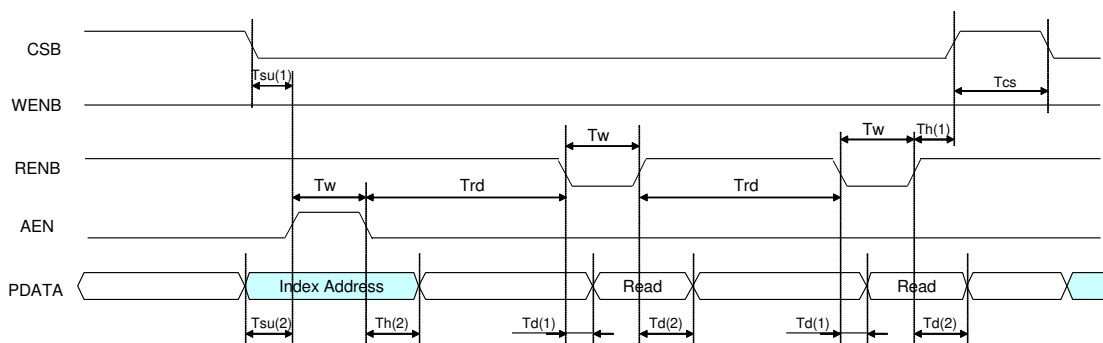 CSB
Tsu(1)
Tcs
WENB
Tw
Tw
Th(1)
RENB
Tw
Trd
Trd
AEN
PDATA
Index Address
Read
Read
Tsu(2)
Th(2)
Td(1)
Td(2)
Td(1)
Td(2)